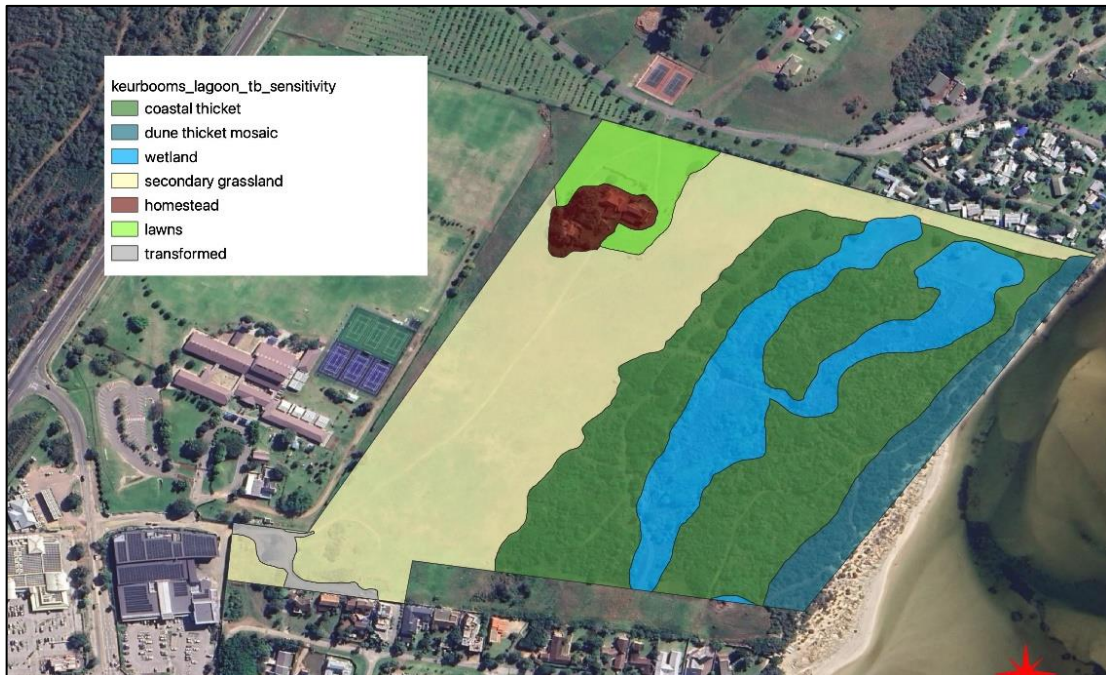 keurbooms_lagoon_tb_sensitivity
coastal thicket
dune thicket mosaic
wetland
secondary grassland
homestead
lawns
transformed